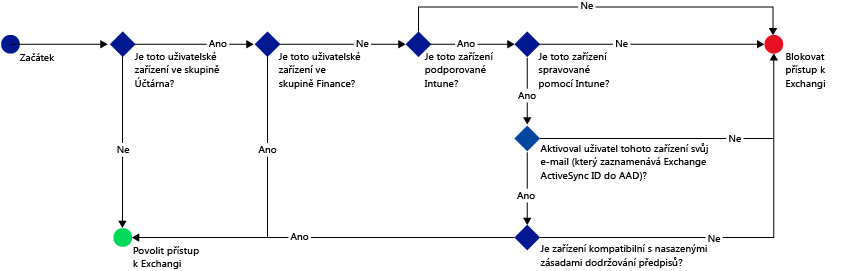 Ne
Ano
Ne
Ano
Ne
Začátek
Je toto uživatelské
zařízení ve skupině
Účtárna?
Je toto uživatelské
zařízení ve
skupině Finance?
Je toto zařízení
podporované
Intune?
Je toto zařízení
spravované
pomocí Intune?
Blokovat
přístup k
Exchangi
Ano
Ne
Ano
Ne
Aktivoval uživatel tohoto zařízení svůj
e-mail (který zaznamenává Exchange
ActiveSync ID do AAD)?
Ano
Ano
Ne
Povolit přístup
k Exchangi
Je zařízení kompatibilní s nasazenými
zásadami dodržování předpisů?